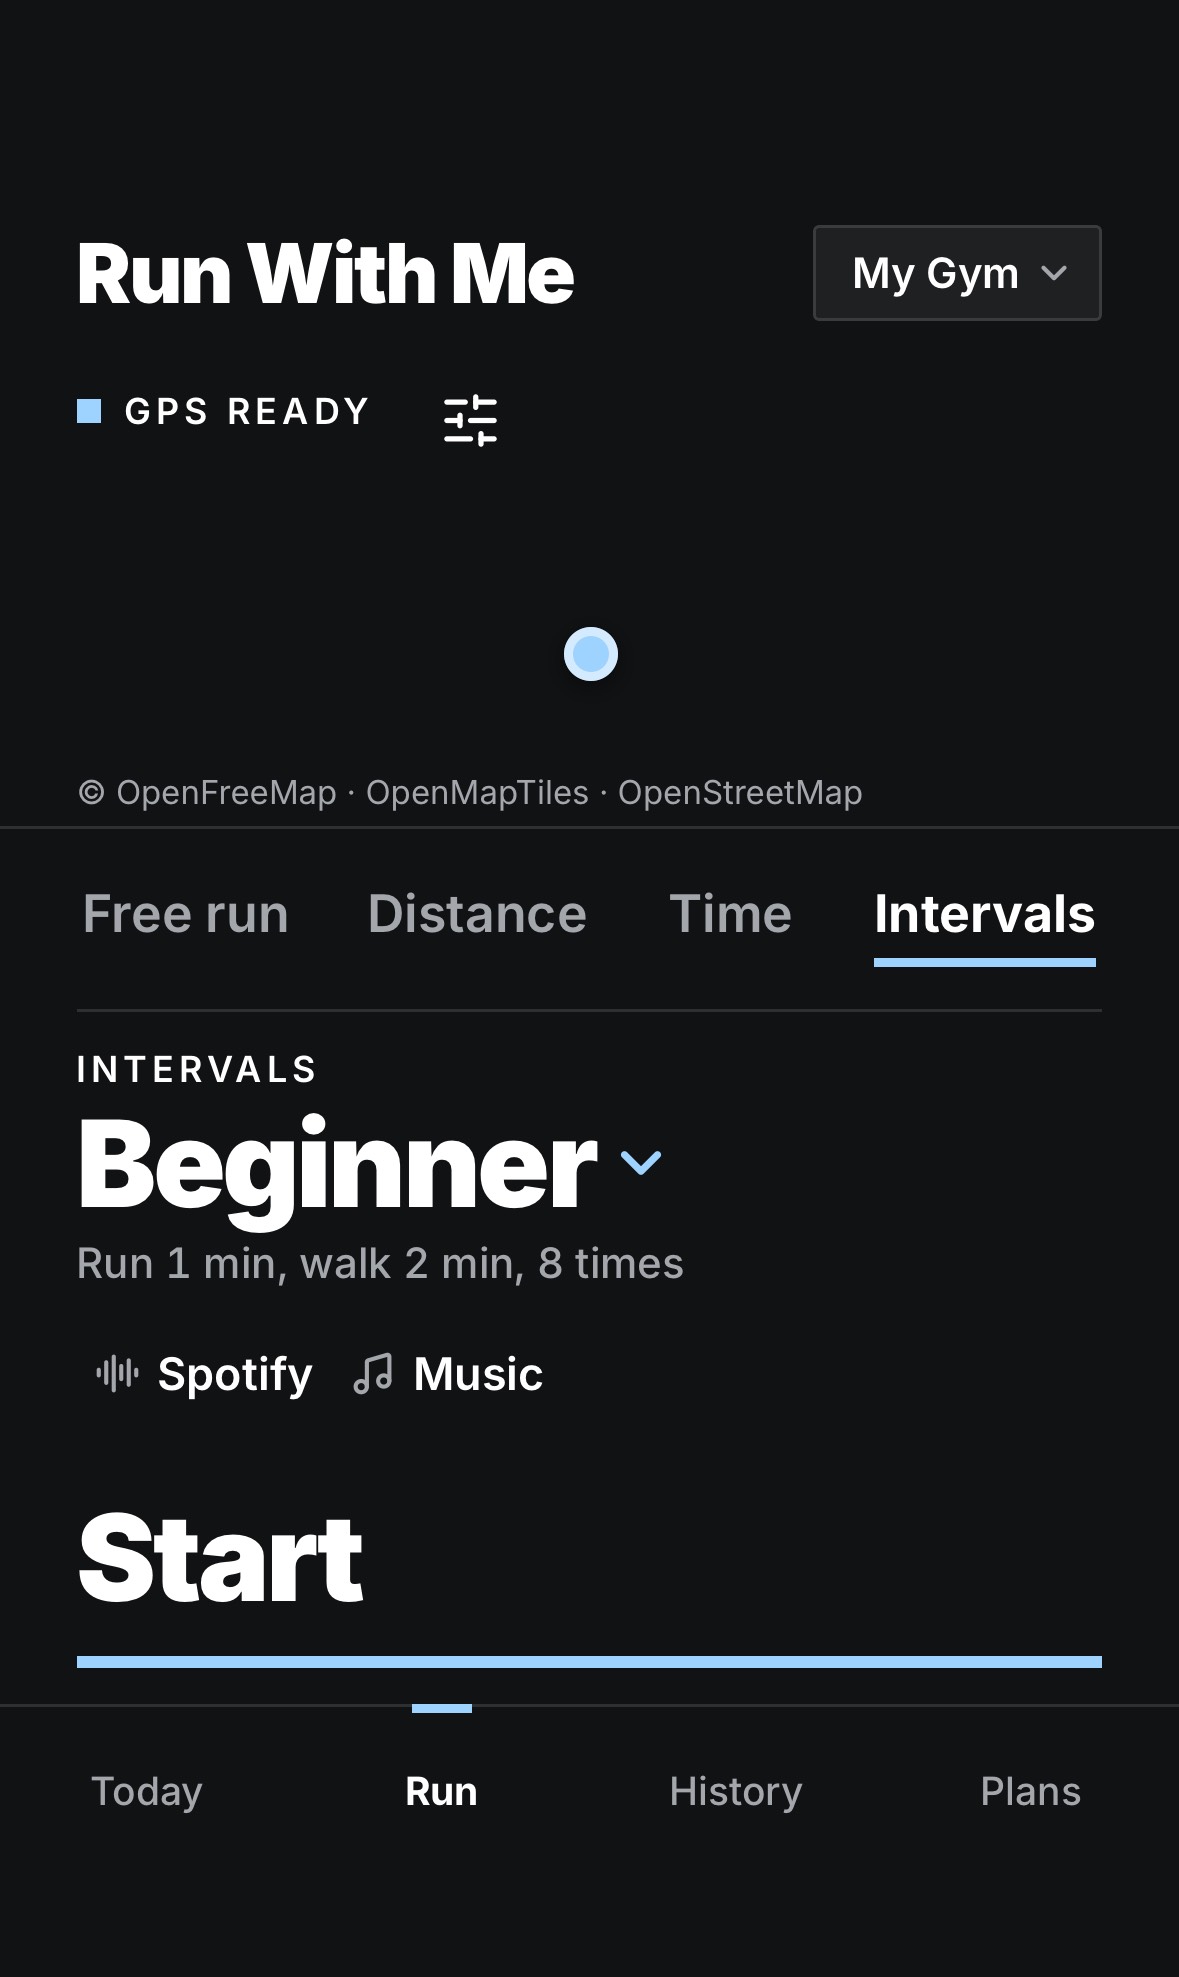 Run With Me
My Gym
GPS READY
© OpenFreeMap · OpenMapTiles · OpenStreetMap
Free run Distance Time Intervals
INTERVALS
Beginner
Run 1 min, walk 2 min, 8 times
Spotify Music
Start
Today Run History Plans